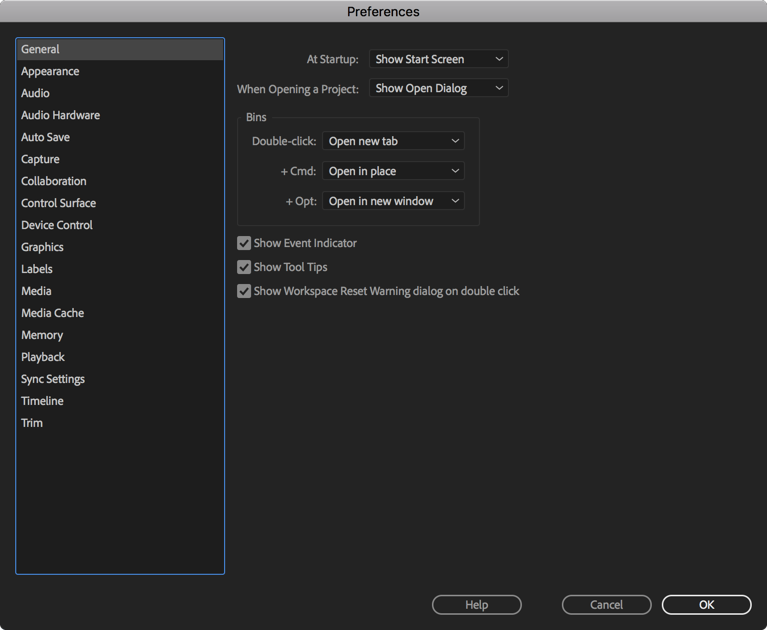 Preferences
General
Appearance
Audio
Audio Hardware
Auto Save
Capture
Collaboration
Control Surface
Device Control
Graphics
Labels
Media
Media Cache
Memory
Playback
Sync Settings
Timeline
Trim
At Startup: Show Start Screen
When Opening a Project: Show Open Dialog
Bins
Double-click: Open new tab
+ Cmd: Open in place
+ Opt: Open in new window
Show Event Indicator
Show Tool Tips
Show Workspace Reset Warning dialog on double click
Help Cancel OK